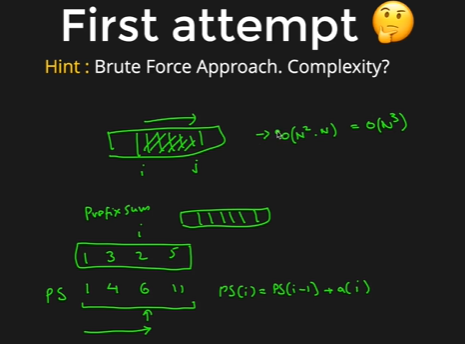 First attempt 🤔
Hint : Brute Force Approach. Complexity?
→ O(N².N) = O(N³)
i j
Prefix Sum
i
1 3 2 5
PS 1 4 6 11 PS(i) = PS(i-1) + a(i)